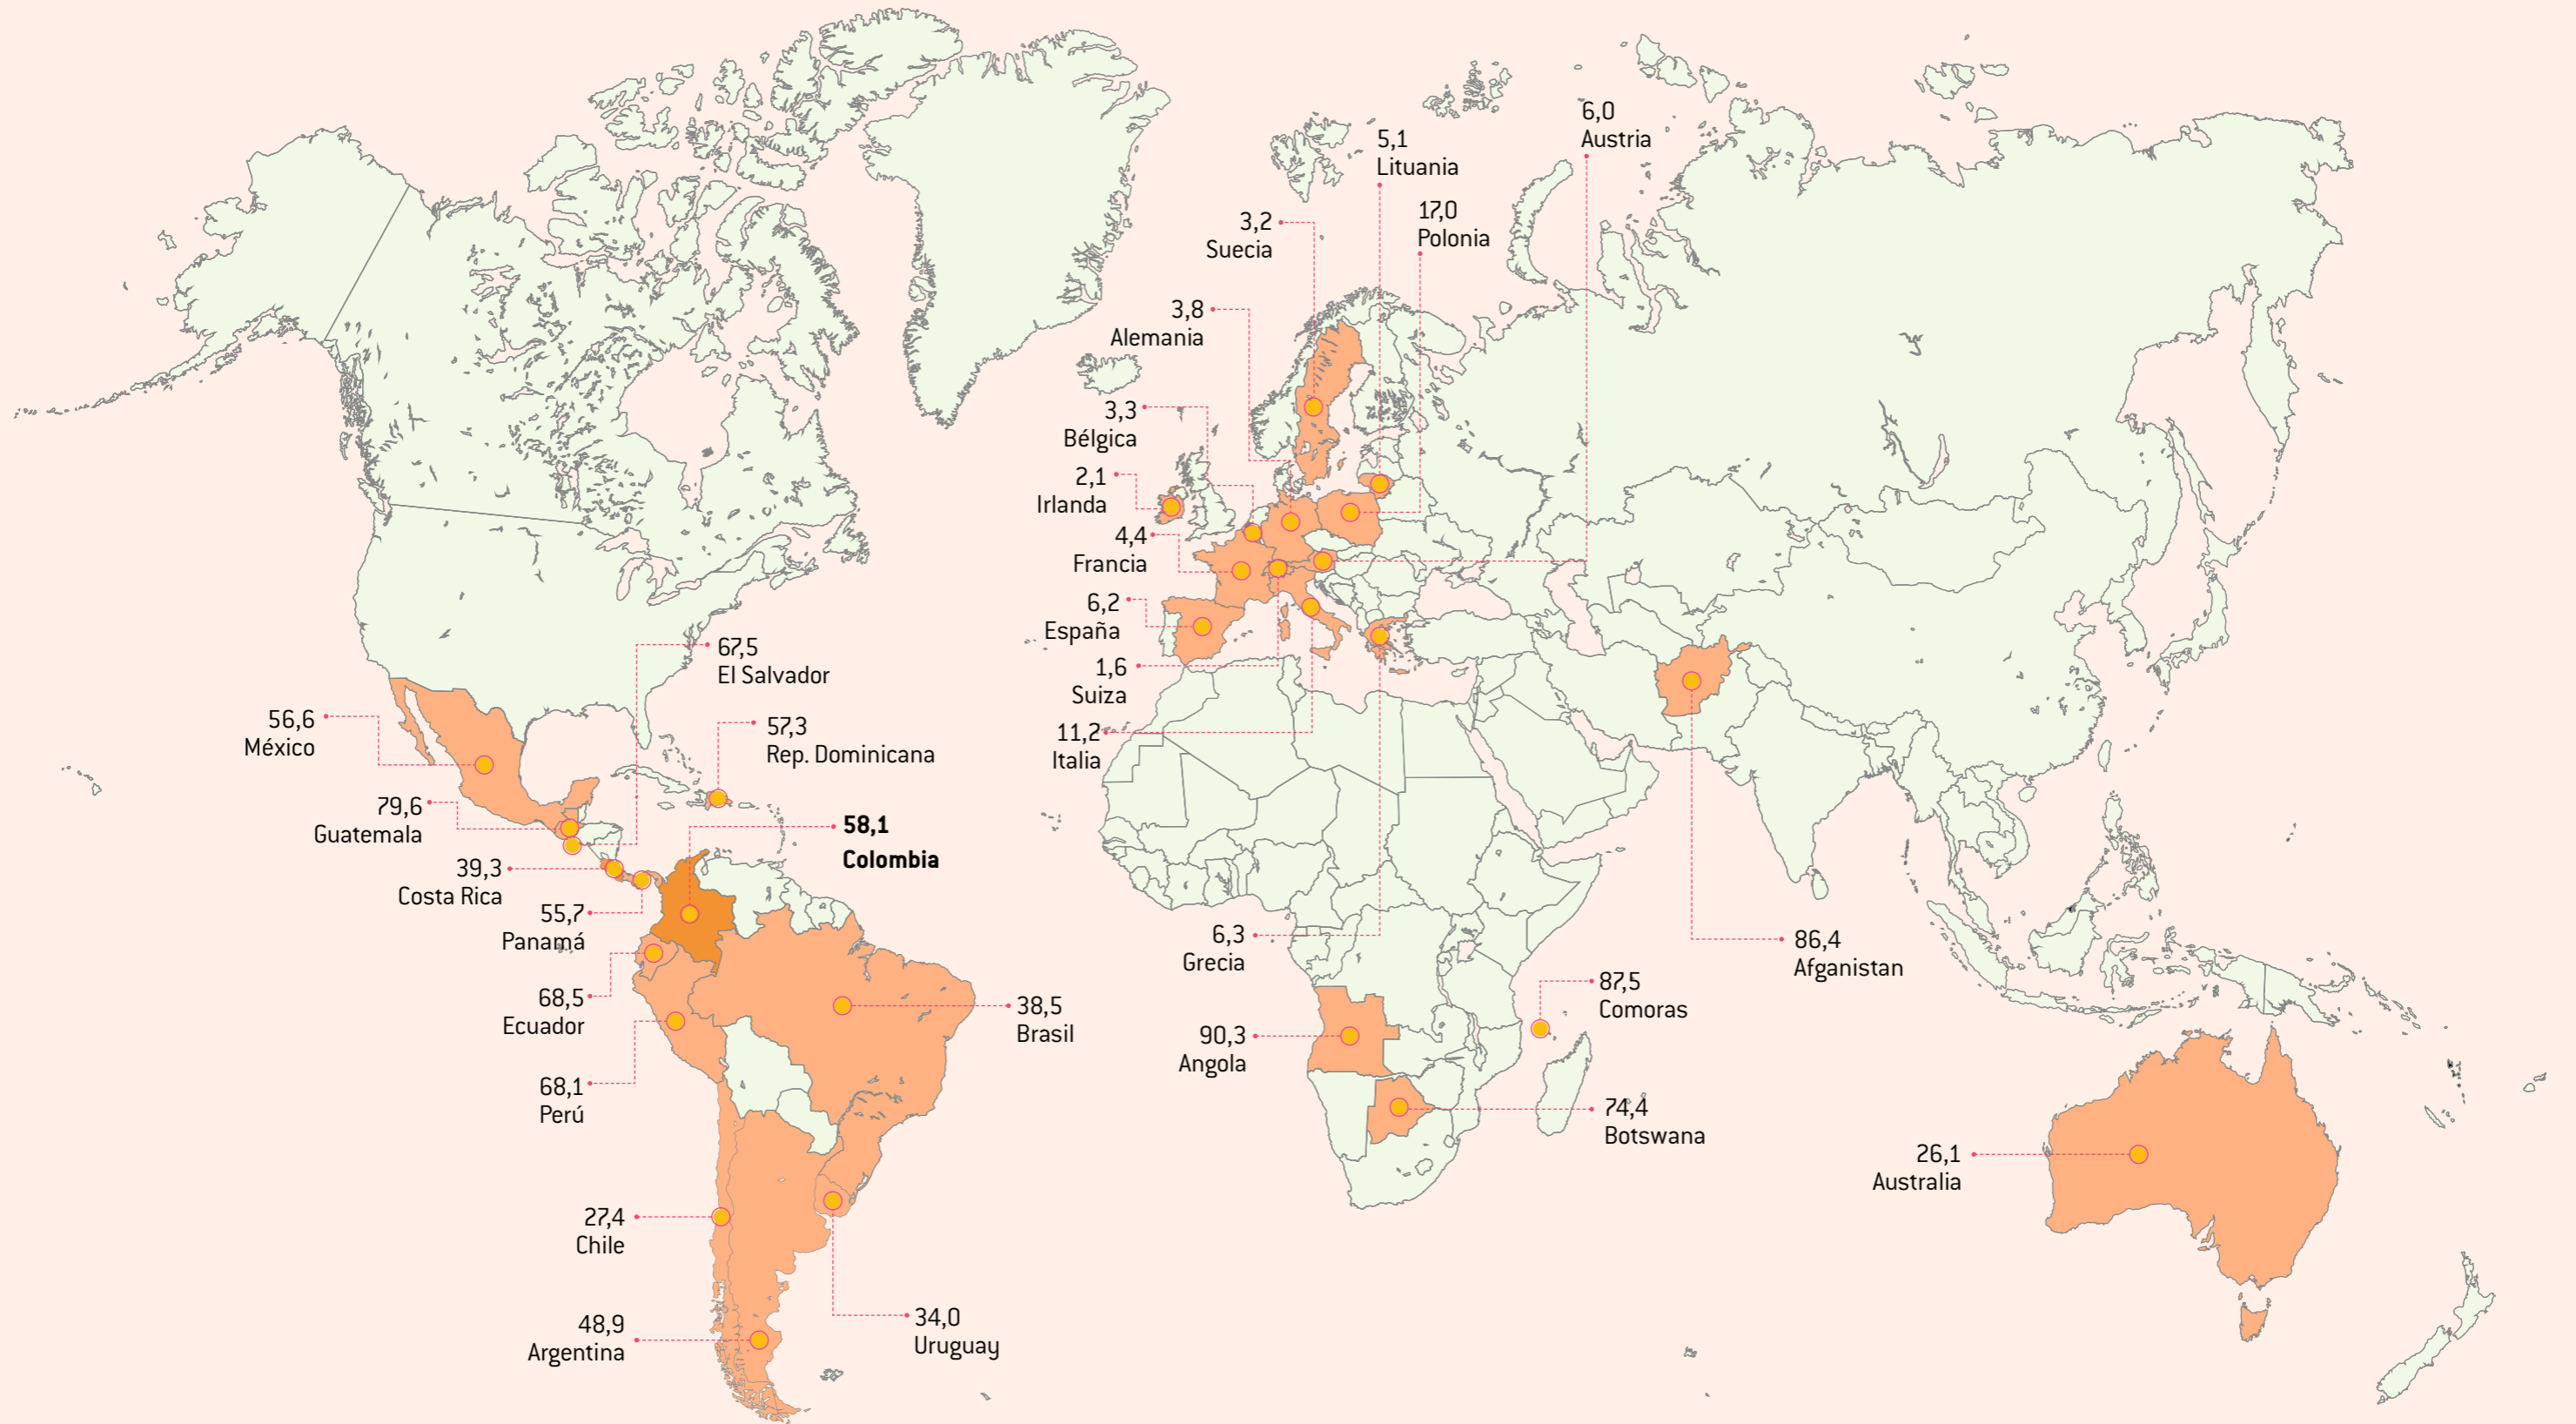 6,0
Austria
5,1
Lituania
17,0
Polonia
3,2
Suecia
3,8
Alemania
3,3
Bélgica
2,1
Irlanda
4,4
Francia
6,2
España
1,6
Suiza
11,2
Italia
67,5
El Salvador
56,6
México
57,3
Rep. Dominicana
79,6
Guatemala
58,1
Colombia
39,3
Costa Rica
55,7
Panamá
68,5
Ecuador
68,1
Perú
38,5
Brasil
27,4
Chile
48,9
Argentina
34,0
Uruguay
6,3
Grecia
90,3
Angola
87,5
Comoras
74,4
Botswana
86,4
Afganistan
26,1
Australia